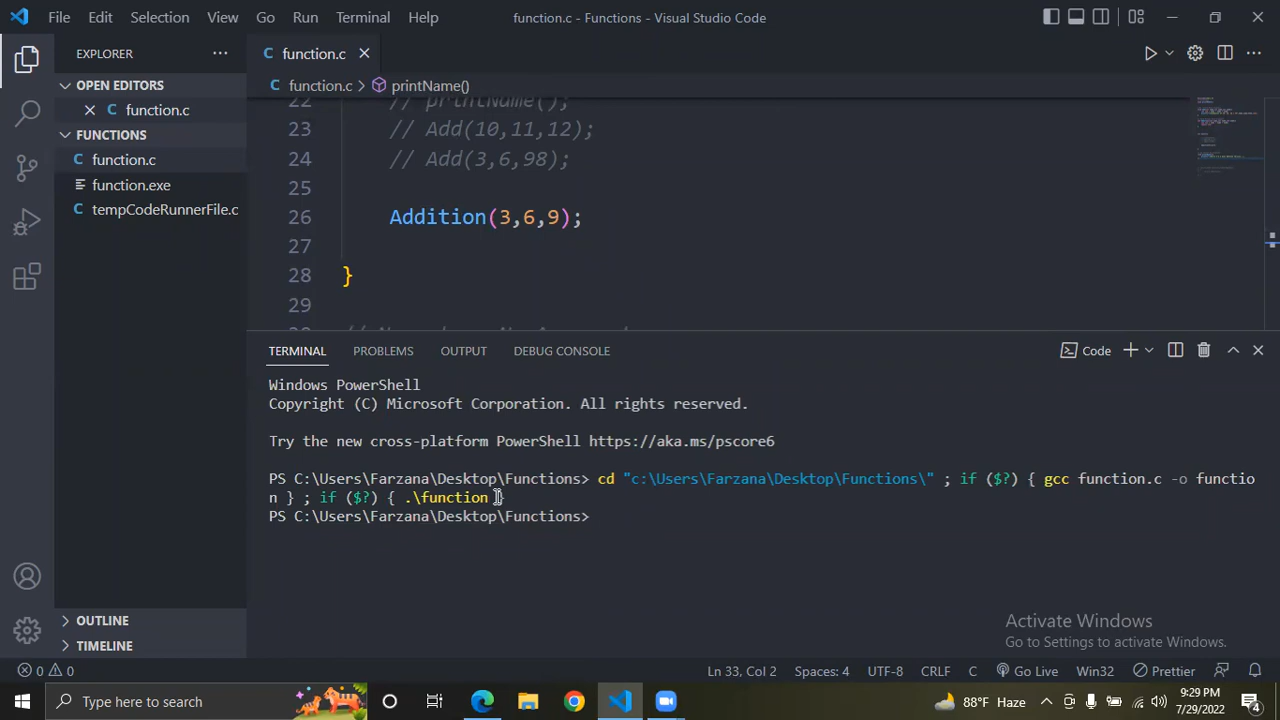 File Edit Selection View Go Run Terminal Help function.c - Functions - Visual Studio Code
EXPLORER
OPEN EDITORS
function.c
FUNCTIONS
function.c
function.exe
tempCodeRunnerFile.c
OUTLINE
TIMELINE
function.c
function.c printName()
22 // printName();
23 // Add(10,11,12);
24 // Add(3,6,98);
25
26 Addition(3,6,9);
27
28 }
29
TERMINAL PROBLEMS OUTPUT DEBUG CONSOLE Code
Windows PowerShell
Copyright (C) Microsoft Corporation. All rights reserved.
Try the new cross-platform PowerShell https://aka.ms/pscore6
PS C:\Users\Farzana\Desktop\Functions> cd "c:\Users\Farzana\Desktop\Functions\" ; if ($?) { gcc function.c -o functio
n } ; if ($?) { .\function }
PS C:\Users\Farzana\Desktop\Functions>
Activate Windows
Go to Settings to activate Windows.
0 0 Ln 33, Col 2 Spaces: 4 UTF-8 CRLF C Go Live Win32 Prettier
Type here to search
88°F Haze
9:29 PM
7/29/2022
4